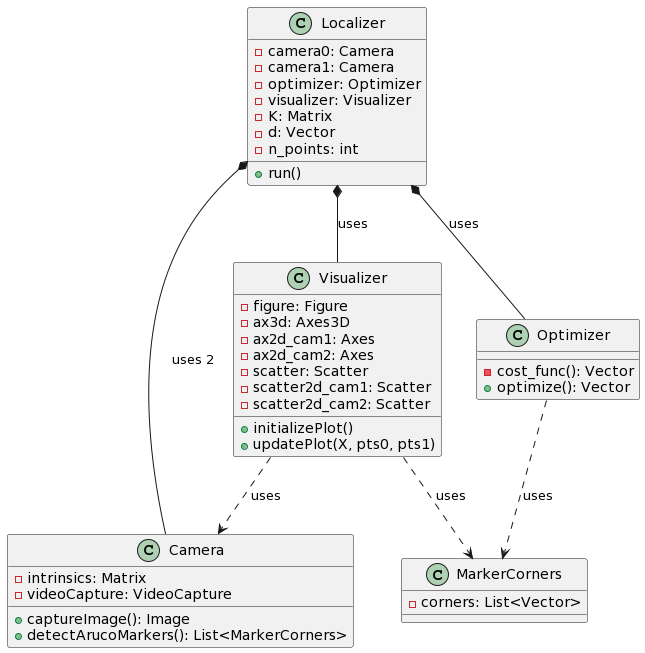 C Localizer
camera0: Camera
camera1: Camera
optimizer: Optimizer
visualizer: Visualizer
K: Matrix
d: Vector
n_points: int
run()
uses
uses
C Visualizer
figure: Figure
ax3d: Axes3D
ax2d_cam1: Axes
ax2d_cam2: Axes
scatter: Scatter
scatter2d_cam1: Scatter
scatter2d_cam2: Scatter
initializePlot()
updatePlot(X, pts0, pts1)
C Optimizer
cost_func(): Vector
optimize(): Vector
uses 2
uses
uses
uses
C Camera
intrinsics: Matrix
videoCapture: VideoCapture
captureImage(): Image
detectArucoMarkers(): List<MarkerCorners>
C MarkerCorners
corners: List<Vector>